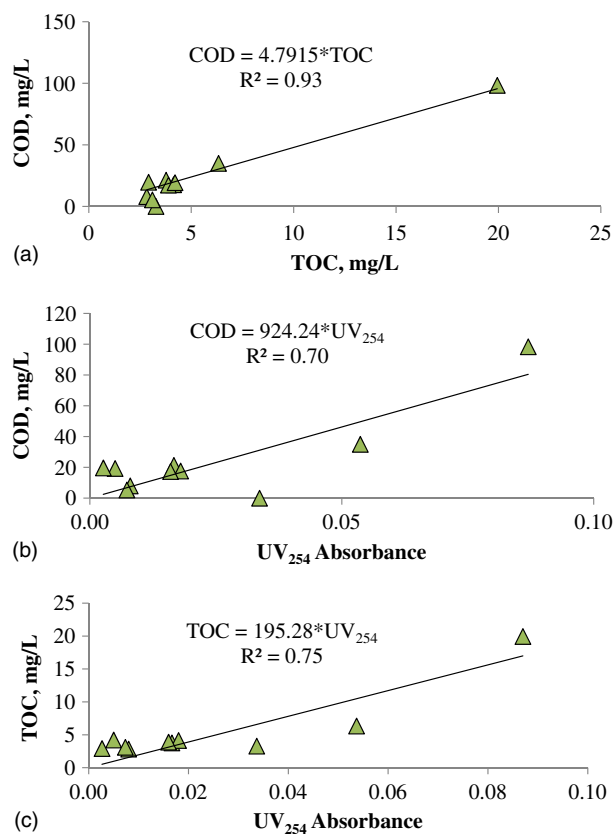 COD = 4.7915*TOC
R² = 0.93
COD, mg/L
150
100
50
0
0 5 10 15 20 25
TOC, mg/L
(a)
COD = 924.24*UV254
R² = 0.70
COD, mg/L
120
100
80
60
40
20
0
0.00 0.05 0.10
UV254 Absorbance
(b)
TOC = 195.28*UV254
R² = 0.75
TOC, mg/L
25
20
15
10
5
0
0.00 0.02 0.04 0.06 0.08 0.10
UV254 Absorbance
(c)